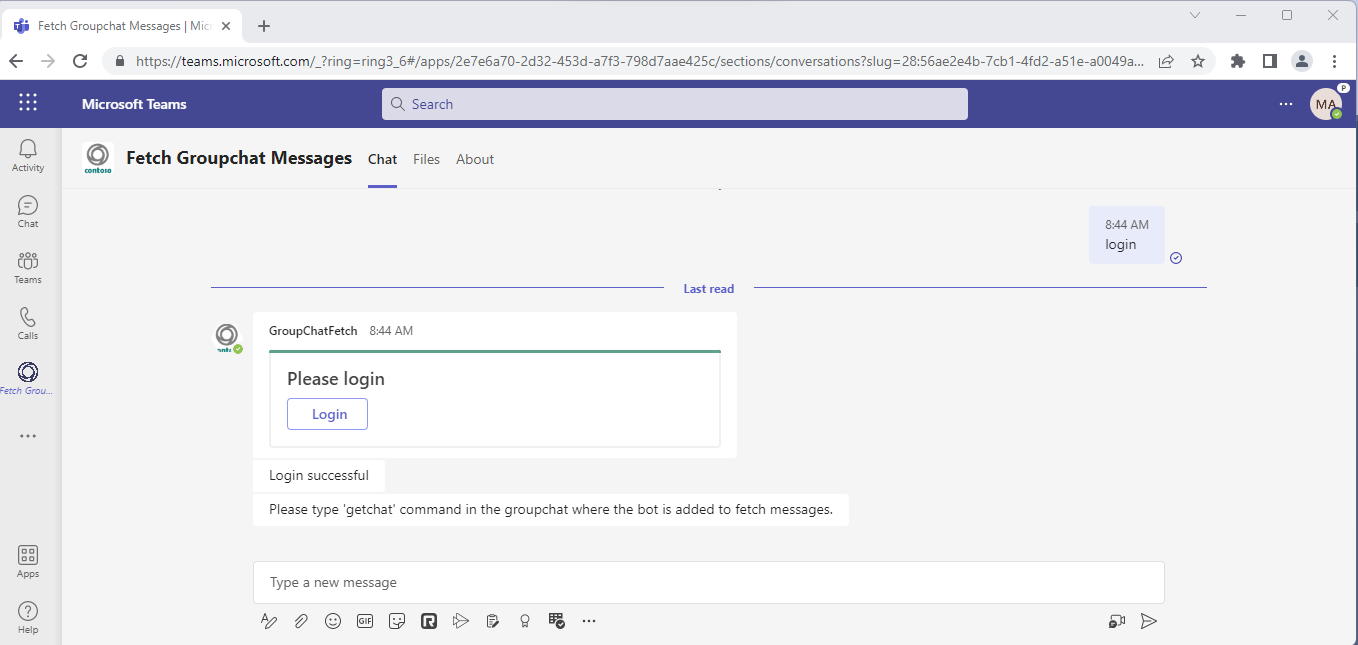 Fetch Groupchat Messages | Mic
https://teams.microsoft.com/_?ring=ring3_6#/apps/2e7e6a70-2d32-453d-a7f3-798d7aae425c/sections/conversations?slug=28:56ae2e4b-7cb1-4fd2-a51e-a0049a...
Microsoft Teams
Search
P
MA
Activity
Chat
Teams
Calls
Fetch Grou...
Apps
Help
contoso
Fetch Groupchat Messages Chat Files About
8:44 AM
login
Last read
GroupChatFetch 8:44 AM
Please login
Login
Login successful
Please type 'getchat' command in the groupchat where the bot is added to fetch messages.
Type a new message
GIF